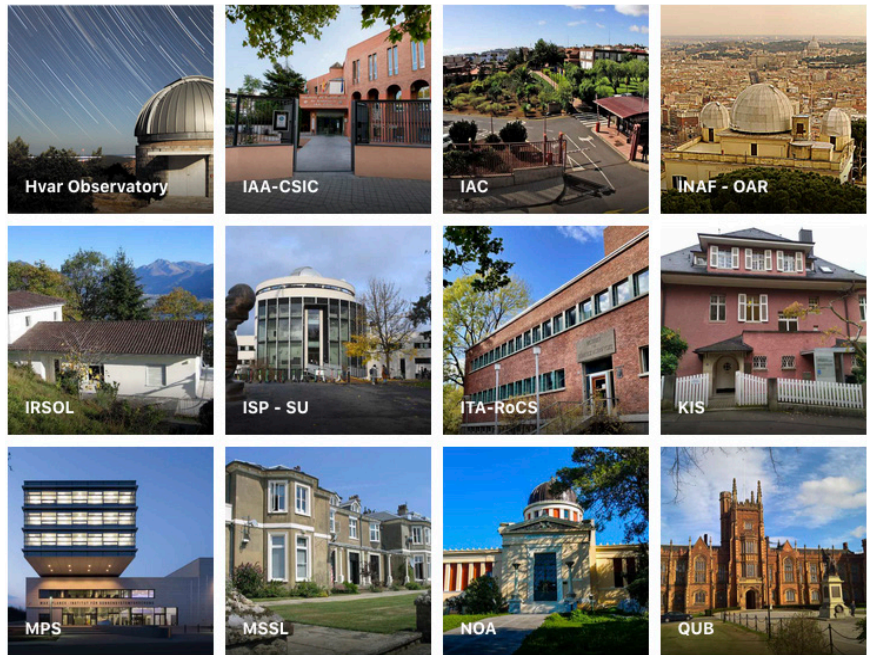 Hvar Observatory
IAA-CSIC
IAC
INAF - OAR
IRSOL
ISP - SU
ITA-RoCS
KIS
MPS
MSSL
NOA
QUB